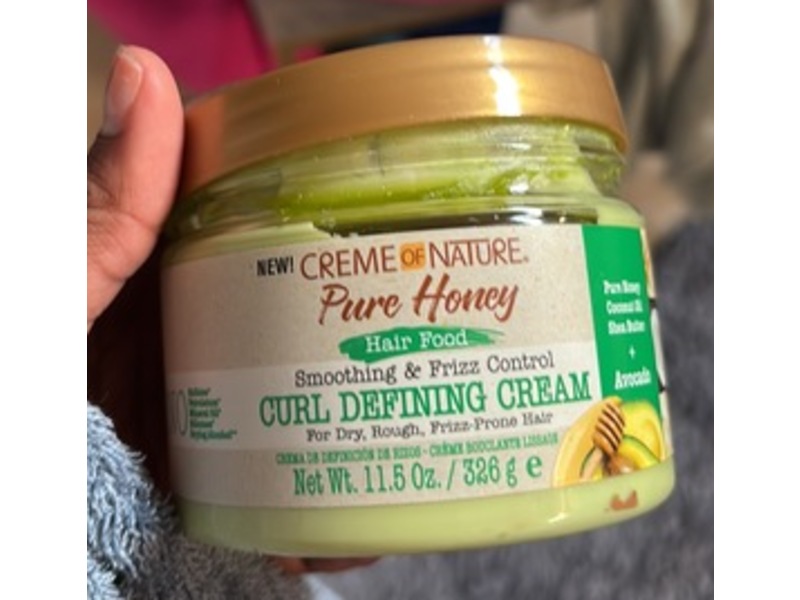 NEW! CREME OF NATURE®
Pure Honey
Hair Food
Smoothing & Frizz Control
CURL DEFINING CREAM
For Dry, Rough, Frizz-Prone Hair
CREMA DE DEFINICIÓN DE RIZOS - CRÈME BOUCLANTE LISSAGE
Net Wt. 11.5 Oz. / 326 g e
Pure Honey
Coconut Oil
Shea Butter
+
Avocado